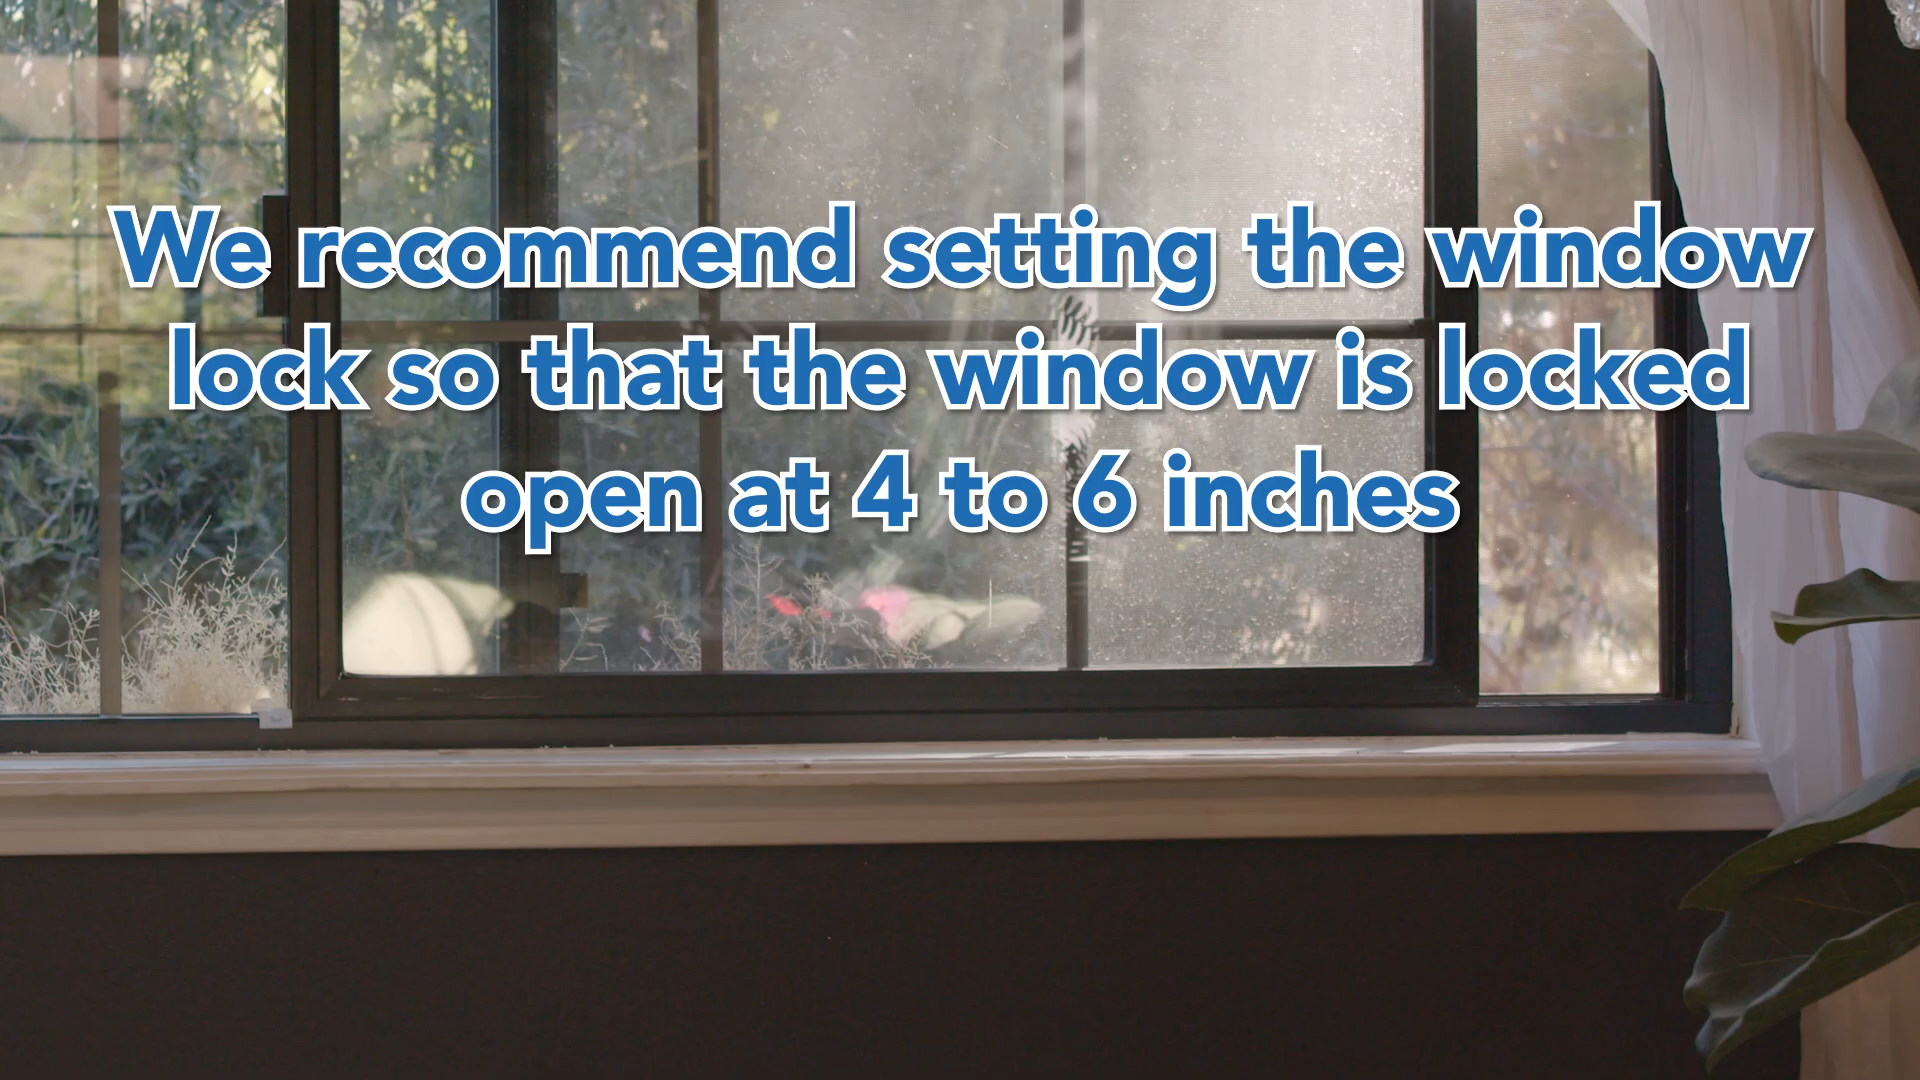 We recommend setting the window
lock so that the window is locked
open at 4 to 6 inches